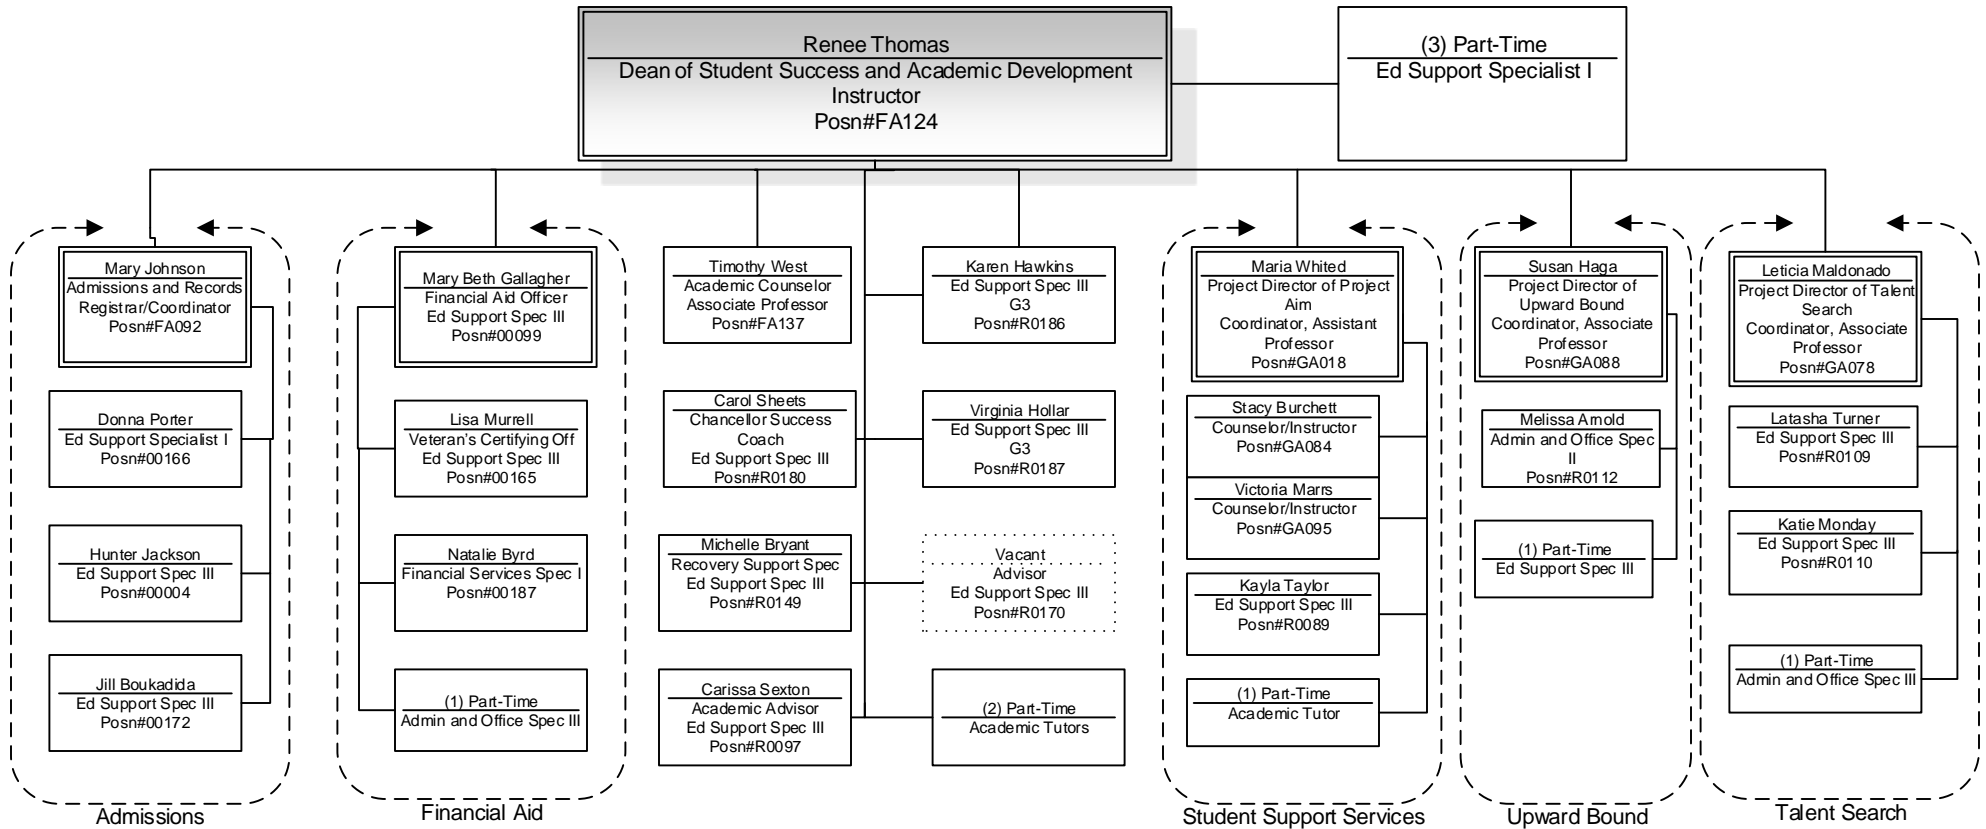 Renee Thomas
Dean of Student Success and Academic Development
Instructor
Posn#FA124
(3) Part-Time
Ed Support Specialist I
Mary Johnson
Admissions and Records
Registrar/Coordinator
Posn#FA092
Donna Porter
Ed Support Specialist I
Posn#00166
Hunter Jackson
Ed Support Spec III
Posn#00004
Jill Boukadida
Ed Support Spec III
Posn#00172
Admissions
Mary Beth Gallagher
Financial Aid Officer
Ed Support Spec III
Posn#00099
Lisa Murrell
Veteran's Certifying Off
Ed Support Spec III
Posn#00165
Natalie Byrd
Financial Services Spec I
Posn#00187
(1) Part-Time
Admin and Office Spec III
Financial Aid
Timothy West
Academic Counselor
Associate Professor
Posn#FA137
Carol Sheets
Chancellor Success
Coach
Ed Support Spec III
Posn#R0180
Michelle Bryant
Recovery Support Spec
Ed Support Spec III
Posn#R0149
Carissa Sexton
Academic Advisor
Ed Support Spec III
Posn#R0097
Karen Hawkins
Ed Support Spec III
G3
Posn#R0186
Virginia Hollar
Ed Support Spec III
G3
Posn#R0187
Vacant
Advisor
Ed Support Spec III
Posn#R0170
(2) Part-Time
Academic Tutors
Maria Whited
Project Director of Project
Aim
Coordinator, Assistant
Professor
Posn#GA018
Stacy Burchett
Counselor/Instructor
Posn#GA084
Victoria Marrs
Counselor/Instructor
Posn#GA095
Kayla Taylor
Ed Support Spec III
Posn#R0089
(1) Part-Time
Academic Tutor
Student Support Services
Susan Haga
Project Director of
Upward Bound
Coordinator, Associate
Professor
Posn#GA088
Melissa Arnold
Admin and Office Spec
II
Posn#R0112
(1) Part-Time
Ed Support Spec III
Upward Bound
Leticia Maldonado
Project Director of Talent
Search
Coordinator, Associate
Professor
Posn#GA078
Latasha Turner
Ed Support Spec III
Posn#R0109
Katie Monday
Ed Support Spec III
Posn#R0110
(1) Part-Time
Admin and Office Spec III
Talent Search